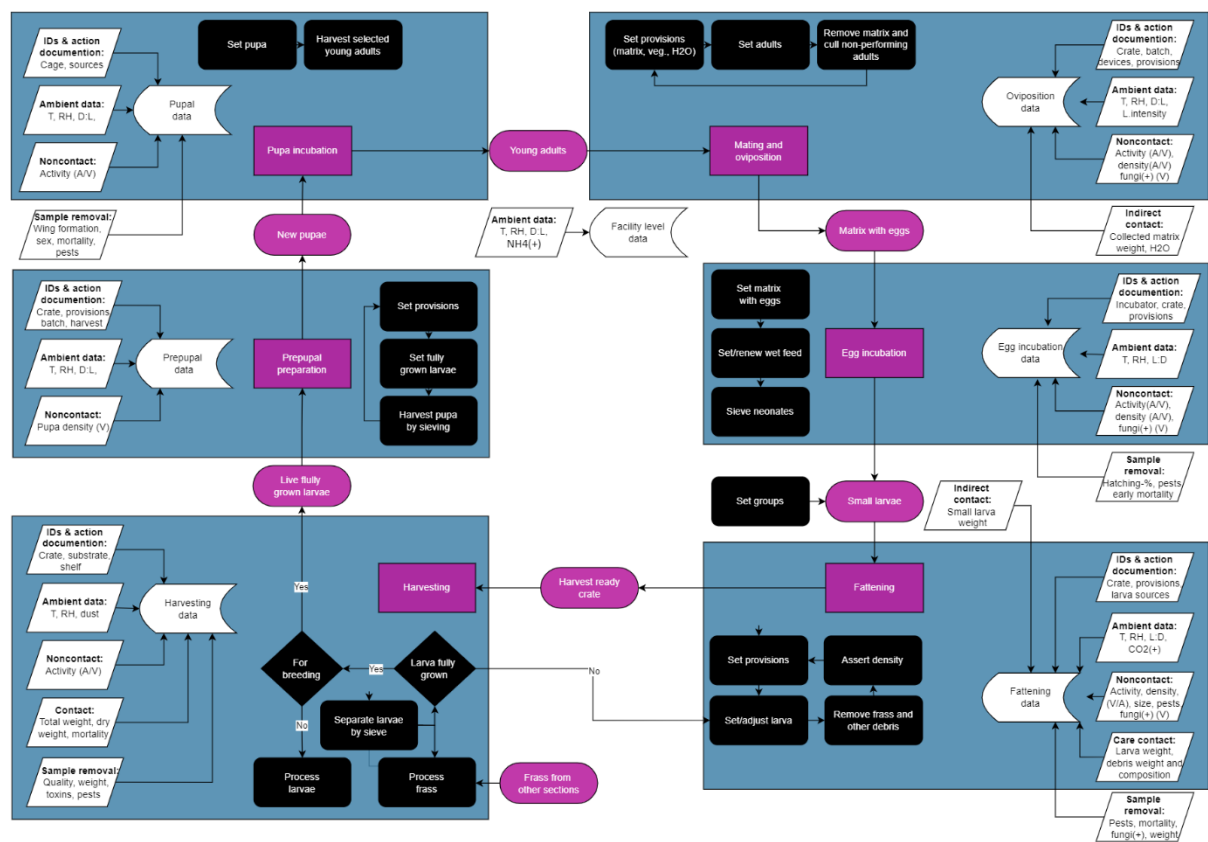 IDs & action
documention:
Cage, sources
Ambient data:
T, RH, D:L,
Noncontact:
Activity (A/V)
Sample removal:
Wing formation,
sex, mortality,
pests
Pupal
data
Set pupa
Harvest selected
young adults
Pupa incubation
Young adults
Set provisions
(matrix, veg., H2O)
Set adults
Remove matrix and
cull non-performing
adults
Mating and
oviposition
Oviposition
data
IDs & action
documention:
Crate, batch,
devices, provisions
Ambient data:
T, RH, D:L,
L.intensity
Noncontact:
Activity (A/V),
density(A/V)
fungi(+) (V)
Indirect
contact:
Collected matrix
weight, H2O
New pupae
Ambient data:
T, RH, D:L,
NH4(+)
Facility level
data
Matrix with eggs
IDs & action
documention:
Crate, provisions
batch, harvest
Ambient data:
T, RH, D:L,
Noncontact:
Pupa density (V)
Prepupal
data
Prepupal
preparation
Set provisions
Set fully
grown larvae
Harvest pupa
by sieving
Set matrix
with eggs
Set/renew wet feed
Sieve neonates
Egg incubation
Egg incubation
data
IDs & action
documention:
Incubator, crate,
provisions
Ambient data:
T, RH, L:D
Noncontact:
Activity(A/V),
density (A/V),
fungi(+) (V)
Sample
removal:
Hatching-%, pests
early mortality
Live flully
grown larvae
Set groups
Small larvae
Indirect
contact:
Small larva
weight
IDs & action
documention:
Crate, substrate,
shelf
Ambient data:
T, RH, dust
Noncontact:
Activity (A/V)
Contact:
Total weight, dry
weight, mortality
Sample removal:
Quality, weight,
toxins, pests
Harvesting
data
Harvesting
Harvest ready
crate
Fattening
Yes
For
breeding
Yes
Larva fully
grown
No
No
Separate larvae
by sieve
Process
larvae
Process
frass
Frass from
other sections
Set provisions
Assert density
Set/adjust larva
Remove frass and
other debris
Fattening
data
IDs & action
documention:
Crate, provisions,
larva sources
Ambient data:
T, RH, L:D,
CO2(+)
Noncontact:
Activity, density,
(V/A), size, pests,
fungi(+) (V)
Care contact:
Larva weight,
debris weight and
composition
Sample
removal:
Pests, mortality,
fungi(+), weight